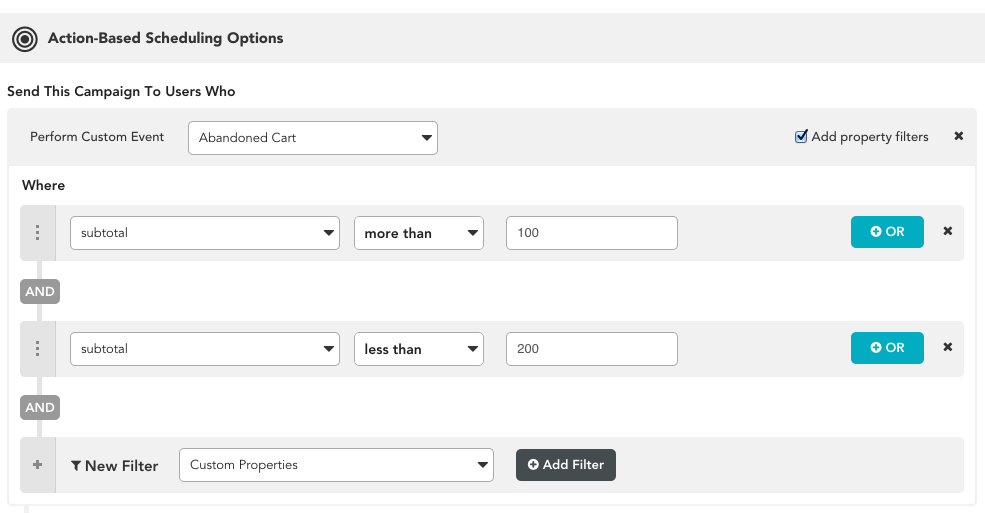 Action-Based Scheduling Options
Send This Campaign To Users Who
Perform Custom Event Abandoned Cart Add property filters
Where
subtotal more than 100 OR
AND
subtotal less than 200 OR
AND
New Filter Custom Properties Add Filter